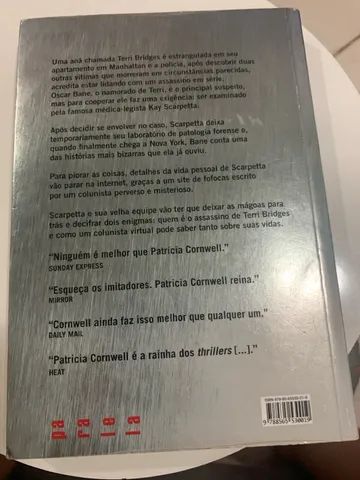 Uma anã chamada Terri Bridges é estrangulada em seu
apartamento em Manhattan e a polícia, após descobrir duas
outras vítimas que morreram em circunstâncias parecidas,
acredita estar lidando com um assassino em série.
Oscar Bane, o namorado de Terri, é o principal suspeito,
mas para cooperar ele faz uma exigência: ser examinado
pela famosa médica-legista Kay Scarpetta.
Após decidir se envolver no caso, Scarpetta deixa
temporariamente seu laboratório de patologia forense e,
quando finalmente chega a Nova York, Bane conta uma
das histórias mais bizarras que ela já ouviu.
Para piorar as coisas, detalhes da vida pessoal de Scarpetta
vão parar na internet, graças a um site de fofocas escrito
por um colunista perverso e misterioso.
Scarpetta e sua velha equipe vão ter que deixar as mágoas para
trás e decifrar dois enigmas: quem é o assassino de Terri Bridges
e como um colunista virtual pode saber tanto sobre suas vidas.
"Ninguém é melhor que Patricia Cornwell."
SUNDAY EXPRESS
"Esqueça os imitadores. Patricia Cornwell reina."
MIRROR
"Cornwell ainda faz isso melhor que qualquer um."
DAILY MAIL
"Patricia Cornwell é a rainha dos thrillers [...]."
HEAT
pa
ra
le
la
9 788565 530019